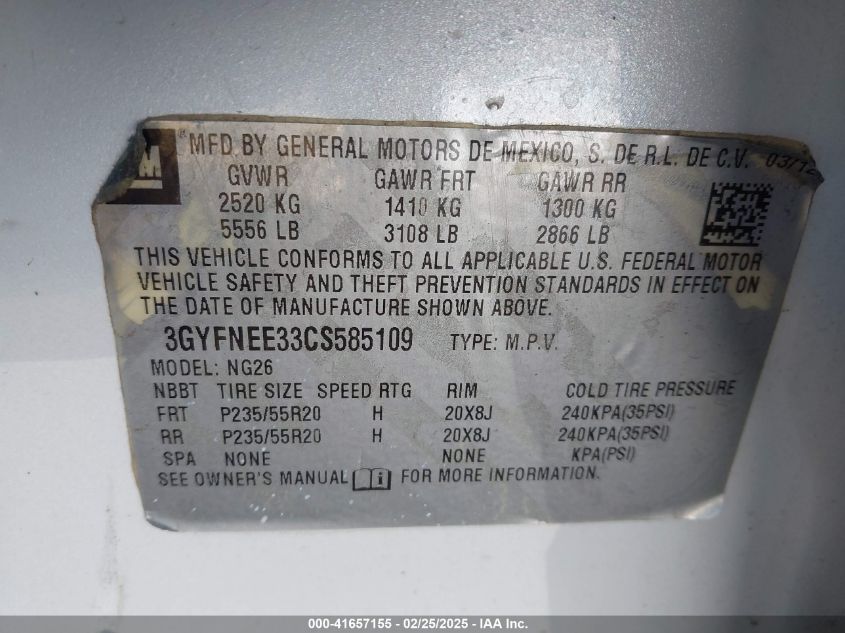 GM
® MFD BY GENERAL MOTORS DE MEXICO, S. DE R.L. DE C.V. 03/12
GVWR GAWR FRT GAWR RR
2520 KG 1410 KG 1300 KG
5556 LB 3108 LB 2866 LB
THIS VEHICLE CONFORMS TO ALL APPLICABLE U.S. FEDERAL MOTOR
VEHICLE SAFETY AND THEFT PREVENTION STANDARDS IN EFFECT ON
THE DATE OF MANUFACTURE SHOWN ABOVE.
3GYFNEE33CS585109 TYPE: M.P.V.
MODEL: NG26
NBBT TIRE SIZE SPEED RTG RIM COLD TIRE PRESSURE
FRT P235/55R20 H 20X8J 240KPA(35PSI)
RR P235/55R20 H 20X8J 240KPA(35PSI)
SPA NONE NONE KPA(PSI)
SEE OWNER'S MANUAL i FOR MORE INFORMATION.
000-41657155 - 02/25/2025 - IAA Inc.